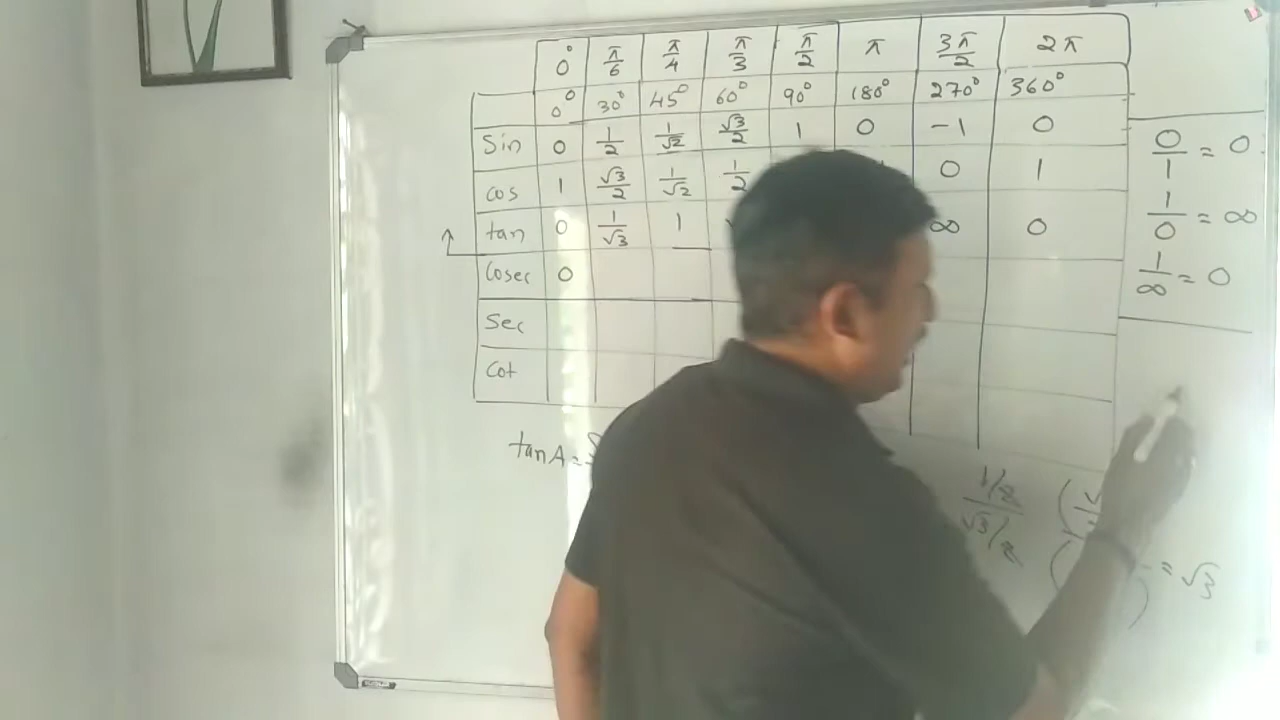 0° π/6 π/4 π/3 π/2 π 3π/2 2π
0° 30° 45° 60° 90° 180° 270° 360°
Sin 0 1/2 1/√2 √3/2 1 0 -1 0
cos 1 √3/2 1/√2 1/2 0 1
tan 0 1/√3 1 ∞ 0
Cosec 0
Sec
Cot
0/1 = 0
1/0 = ∞
1/∞ = 0
tan A =
1/2
√3/2
= √3